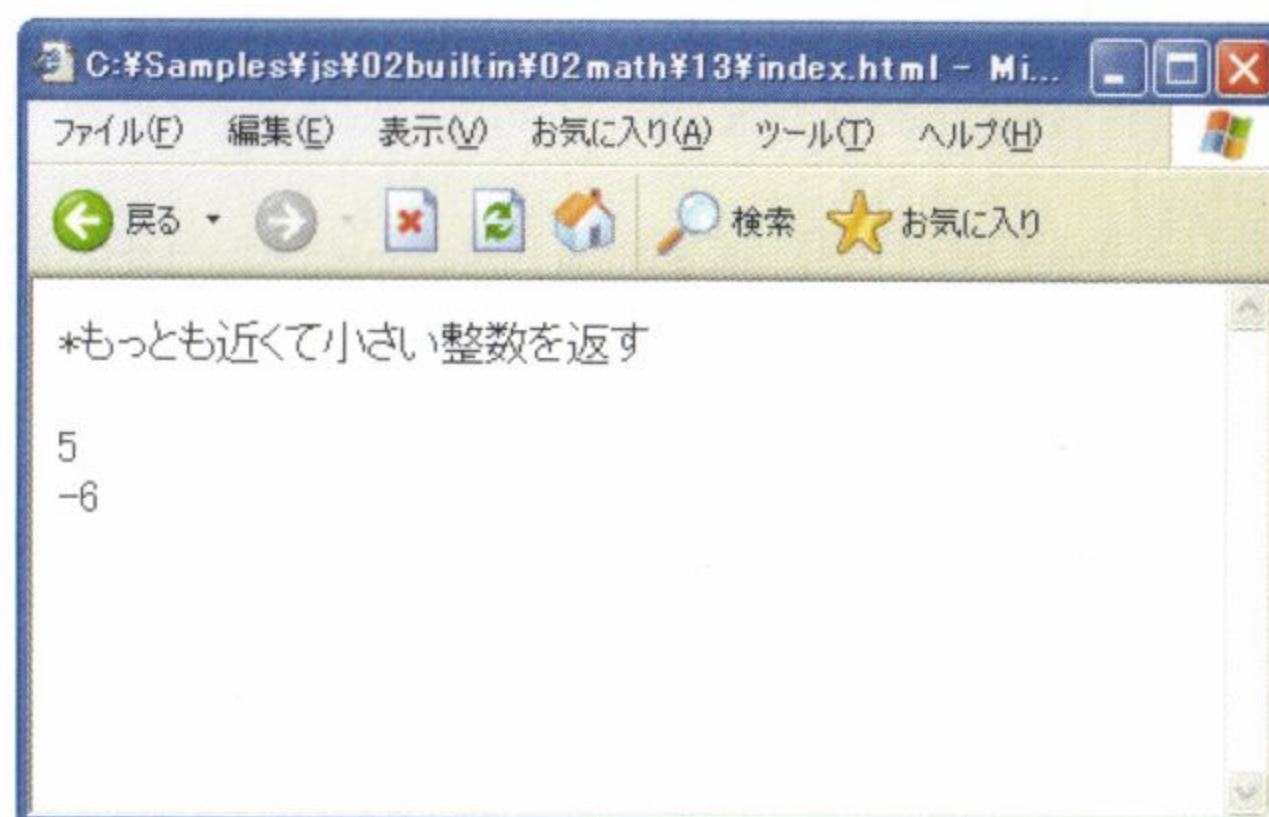 C:¥Samples¥js¥02builtin¥02math¥13¥index.html - Mi...
ファイル(F) 編集(E) 表示(V) お気に入り(A) ツール(T) ヘルプ(H)
戻る 検索 お気に入り
*もっとも近くて小さい整数を返す
5
-6